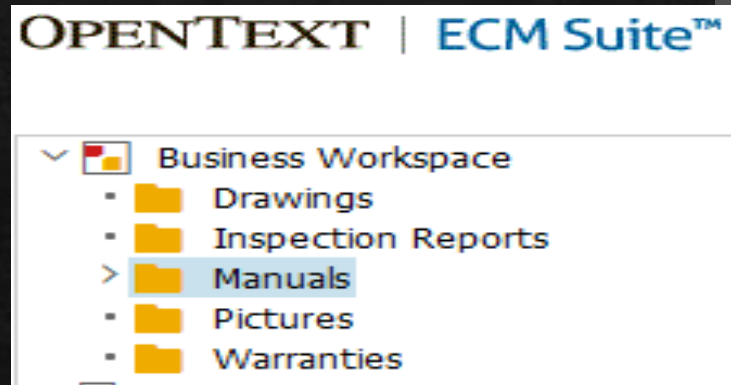 OPENTEXT | ECM Suite™
Business Workspace
Drawings
Inspection Reports
Manuals
Pictures
Warranties